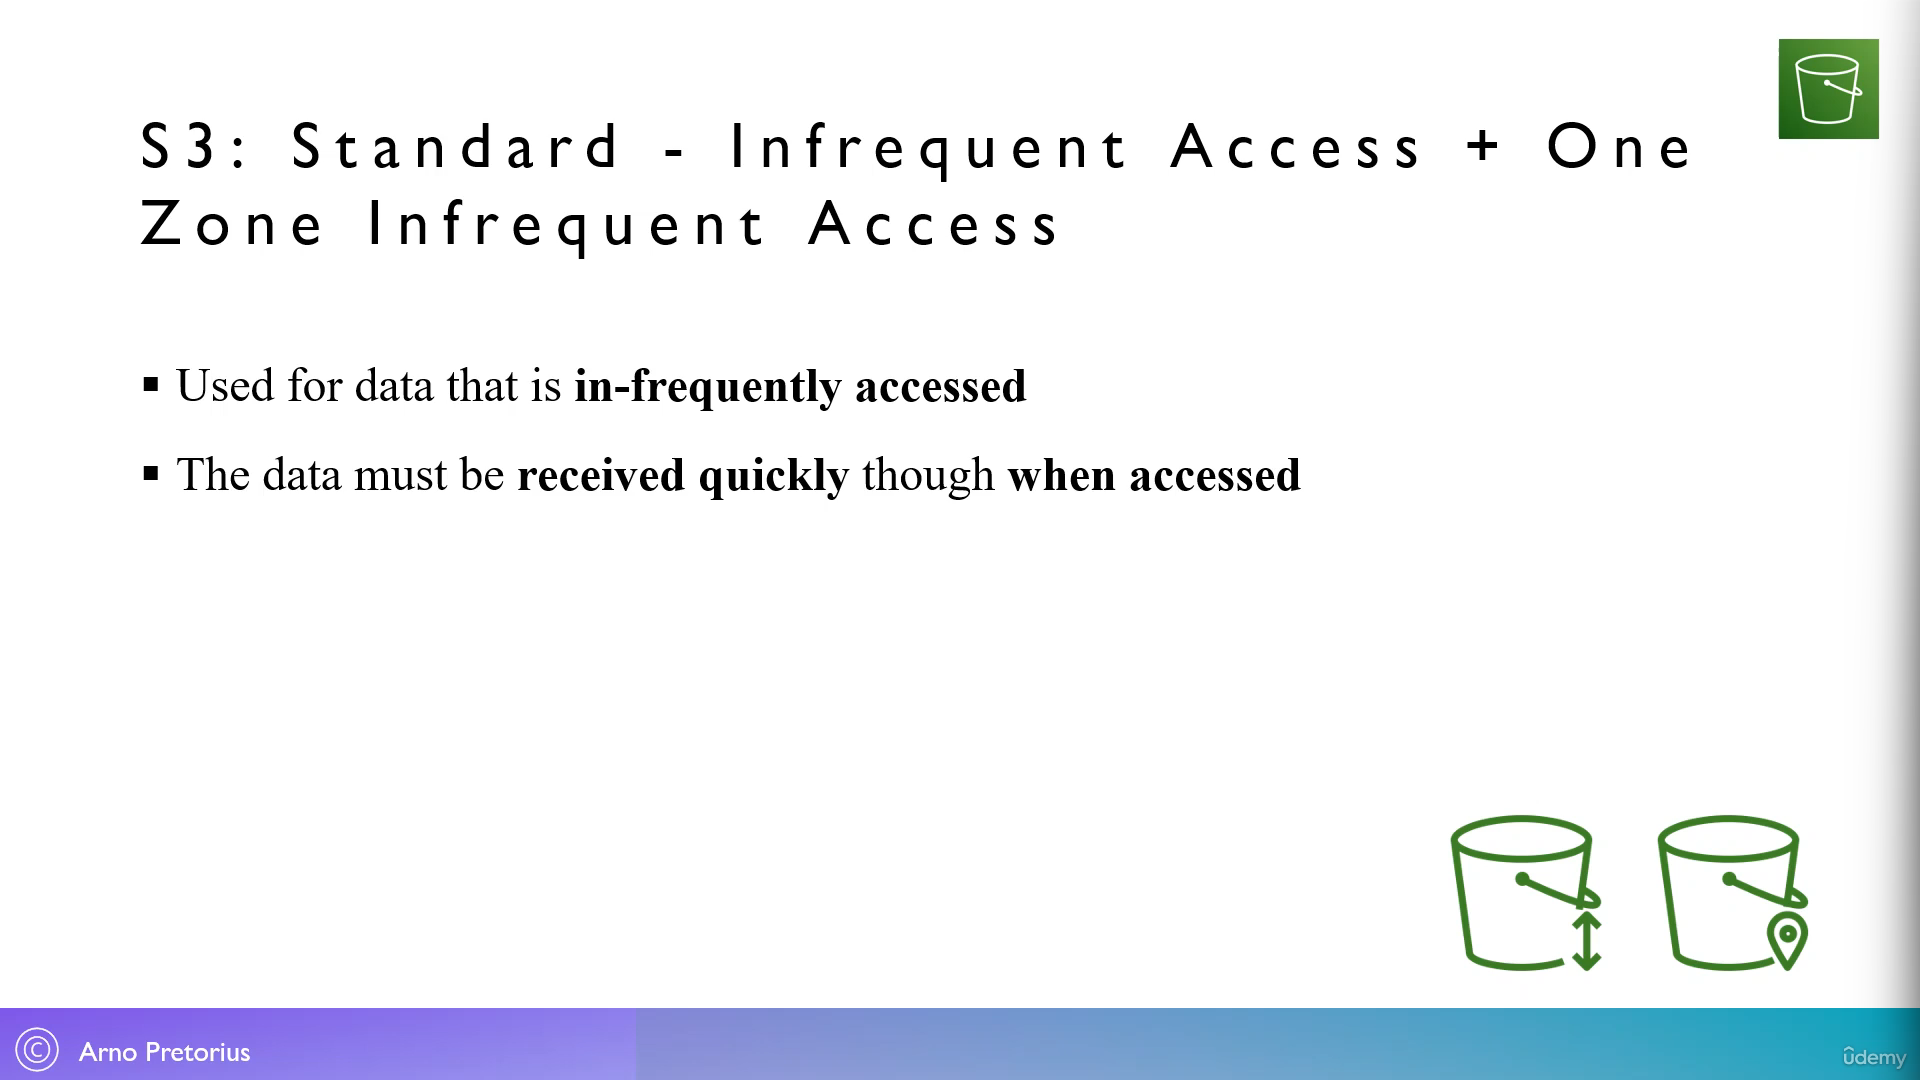 S3: Standard - Infrequent Access + One
Zone Infrequent Access
▪ Used for data that is in-frequently accessed
▪ The data must be received quickly though when accessed
© Arno Pretorius
ûdemy